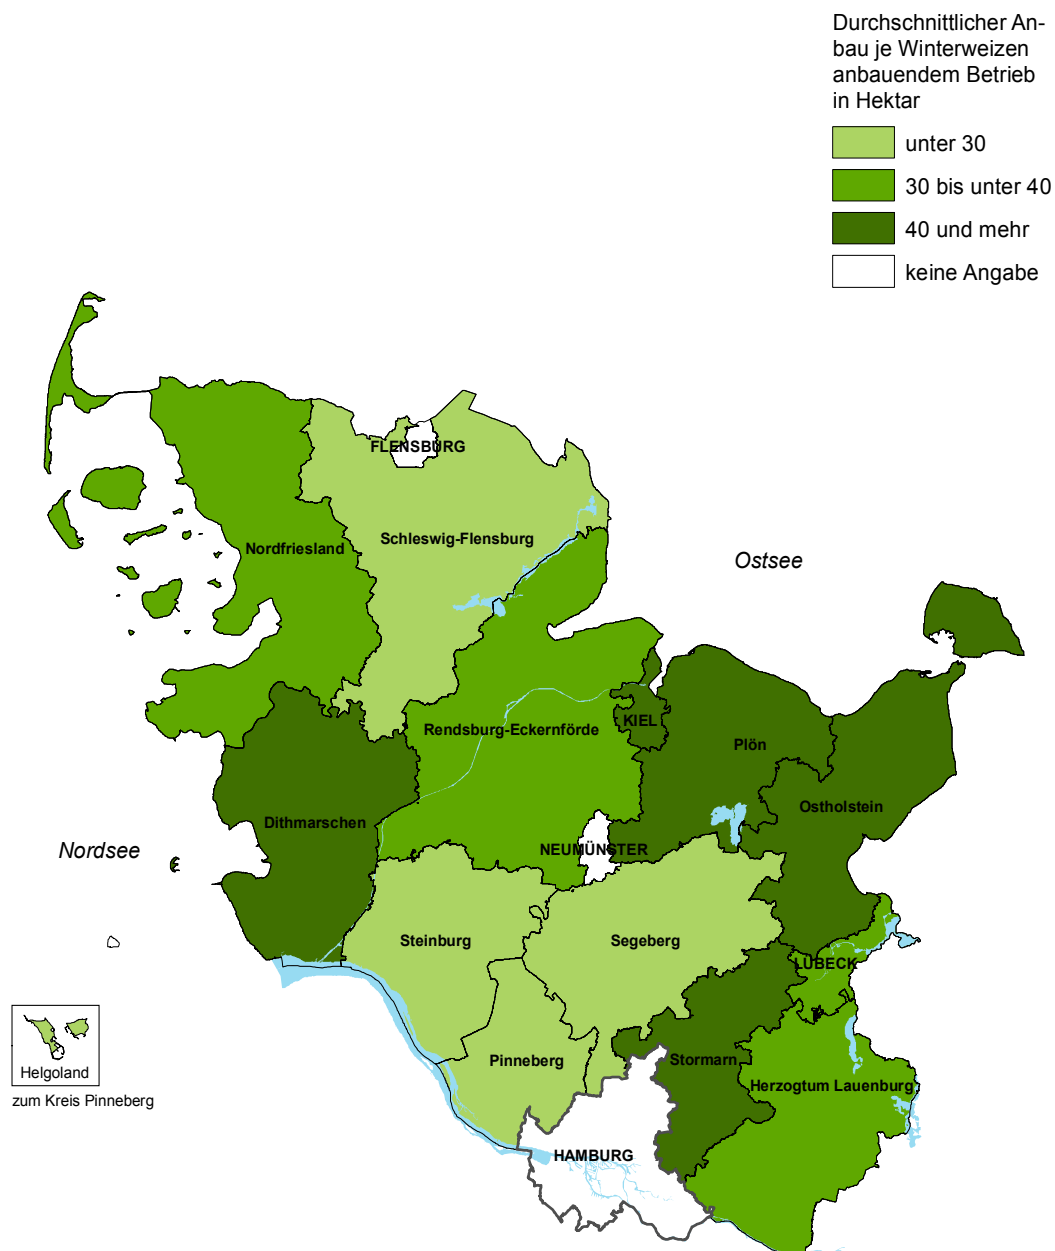 Durchschnittlicher An-
bau je Winterweizen
anbauendem Betrieb
in Hektar
unter 30
30 bis unter 40
40 und mehr
keine Angabe
FLENSBURG
Schleswig-Flensburg
Nordfriesland
Ostsee
KIEL
Rendsburg-Eckernförde
Plön
Ostholstein
Dithmarschen
Nordsee
NEUMÜNSTER
Steinburg
Segeberg
LÜBECK
Pinneberg
Stormarn
Helgoland
Herzogtum Lauenburg
zum Kreis Pinneberg
HAMBURG